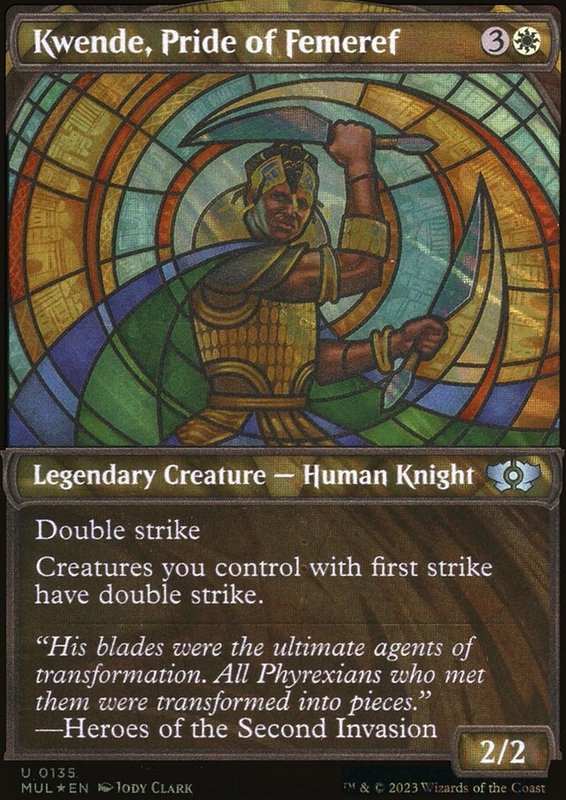 Kwende, Pride of Femeref 3
Legendary Creature — Human Knight
Double strike
Creatures you control with first strike
have double strike.
“His blades were the ultimate agents of
transformation. All Phyrexians who met
them were transformed into pieces.”
—Heroes of the Second Invasion
2/2
U 0135
MUL★EN Jody Clark
™ & © 2023 Wizards of the Coast